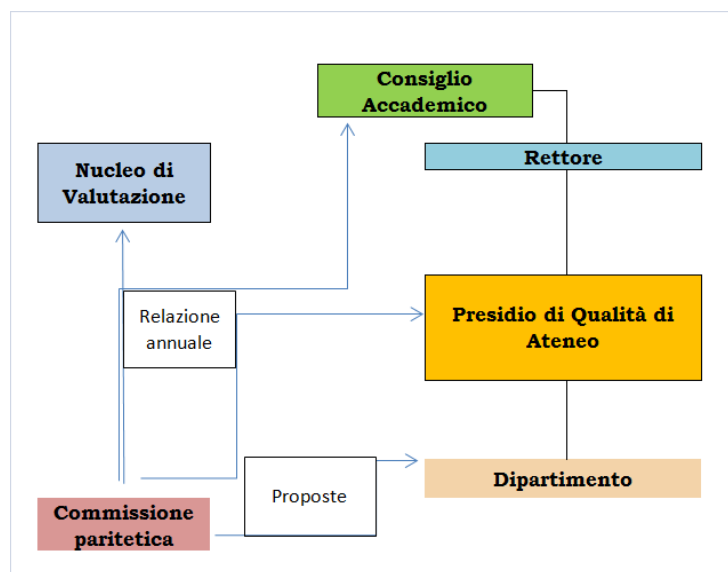 Consiglio
Accademico
Nucleo di
Valutazione
Rettore
Relazione
annuale
Presidio di Qualità di
Ateneo
Proposte
Dipartimento
Commissione
paritetica